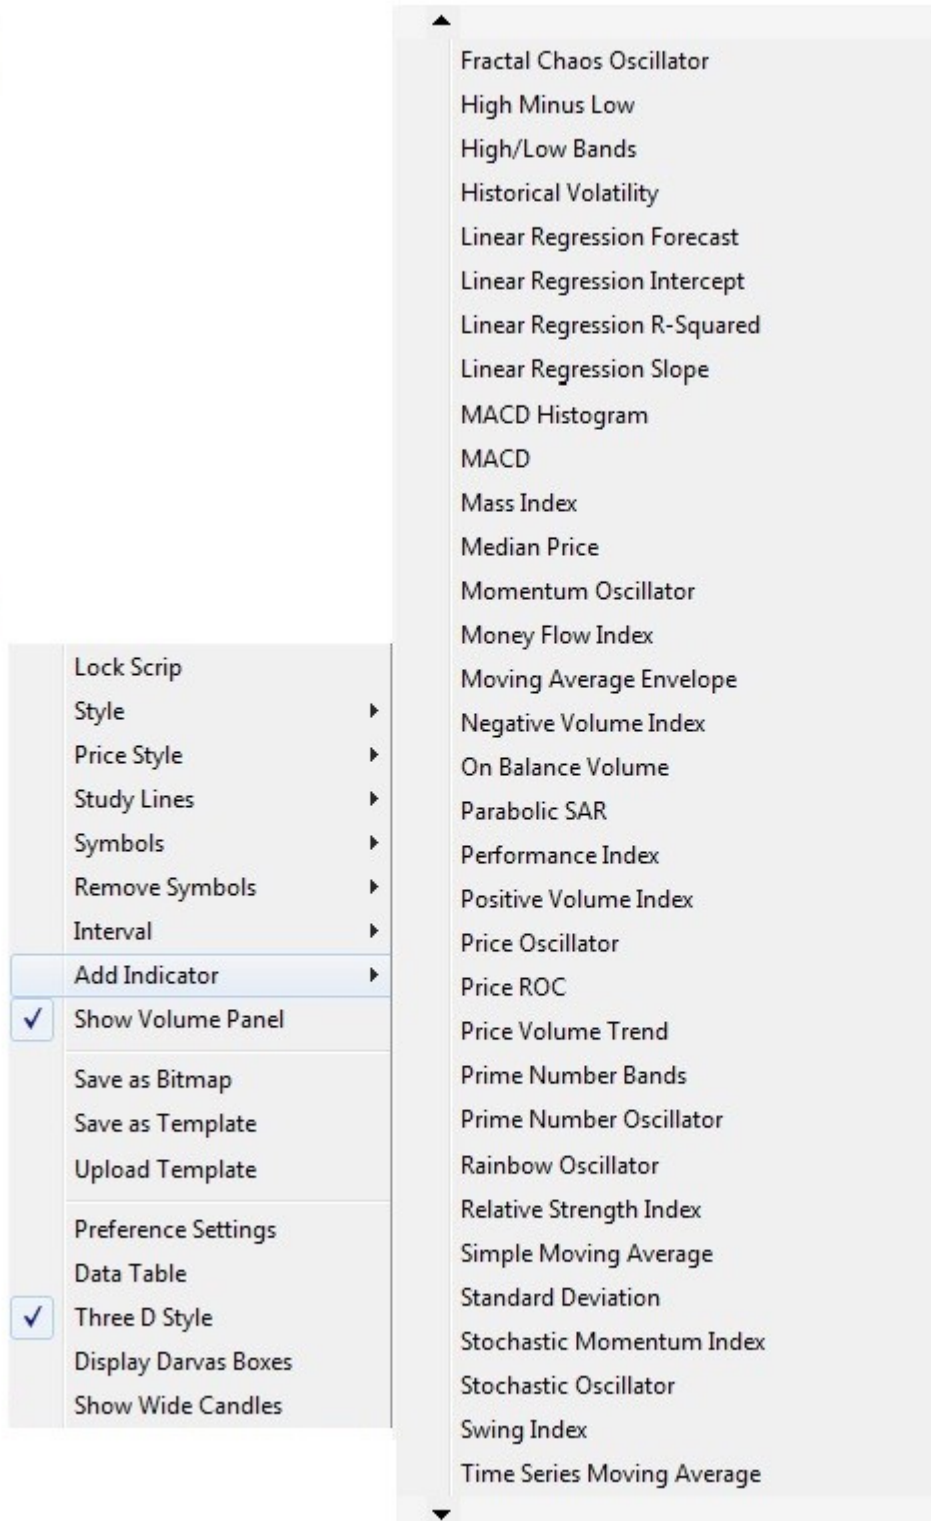 Fractal Chaos Oscillator
High Minus Low
High/Low Bands
Historical Volatility
Linear Regression Forecast
Linear Regression Intercept
Linear Regression R-Squared
Linear Regression Slope
MACD Histogram
MACD
Mass Index
Median Price
Momentum Oscillator
Money Flow Index
Moving Average Envelope
Negative Volume Index
On Balance Volume
Parabolic SAR
Performance Index
Positive Volume Index
Price Oscillator
Price ROC
Price Volume Trend
Prime Number Bands
Prime Number Oscillator
Rainbow Oscillator
Relative Strength Index
Simple Moving Average
Standard Deviation
Stochastic Momentum Index
Stochastic Oscillator
Swing Index
Time Series Moving Average
Lock Scrip
Style
Price Style
Study Lines
Symbols
Remove Symbols
Interval
Add Indicator
Show Volume Panel
Save as Bitmap
Save as Template
Upload Template
Preference Settings
Data Table
Three D Style
Display Darvas Boxes
Show Wide Candles